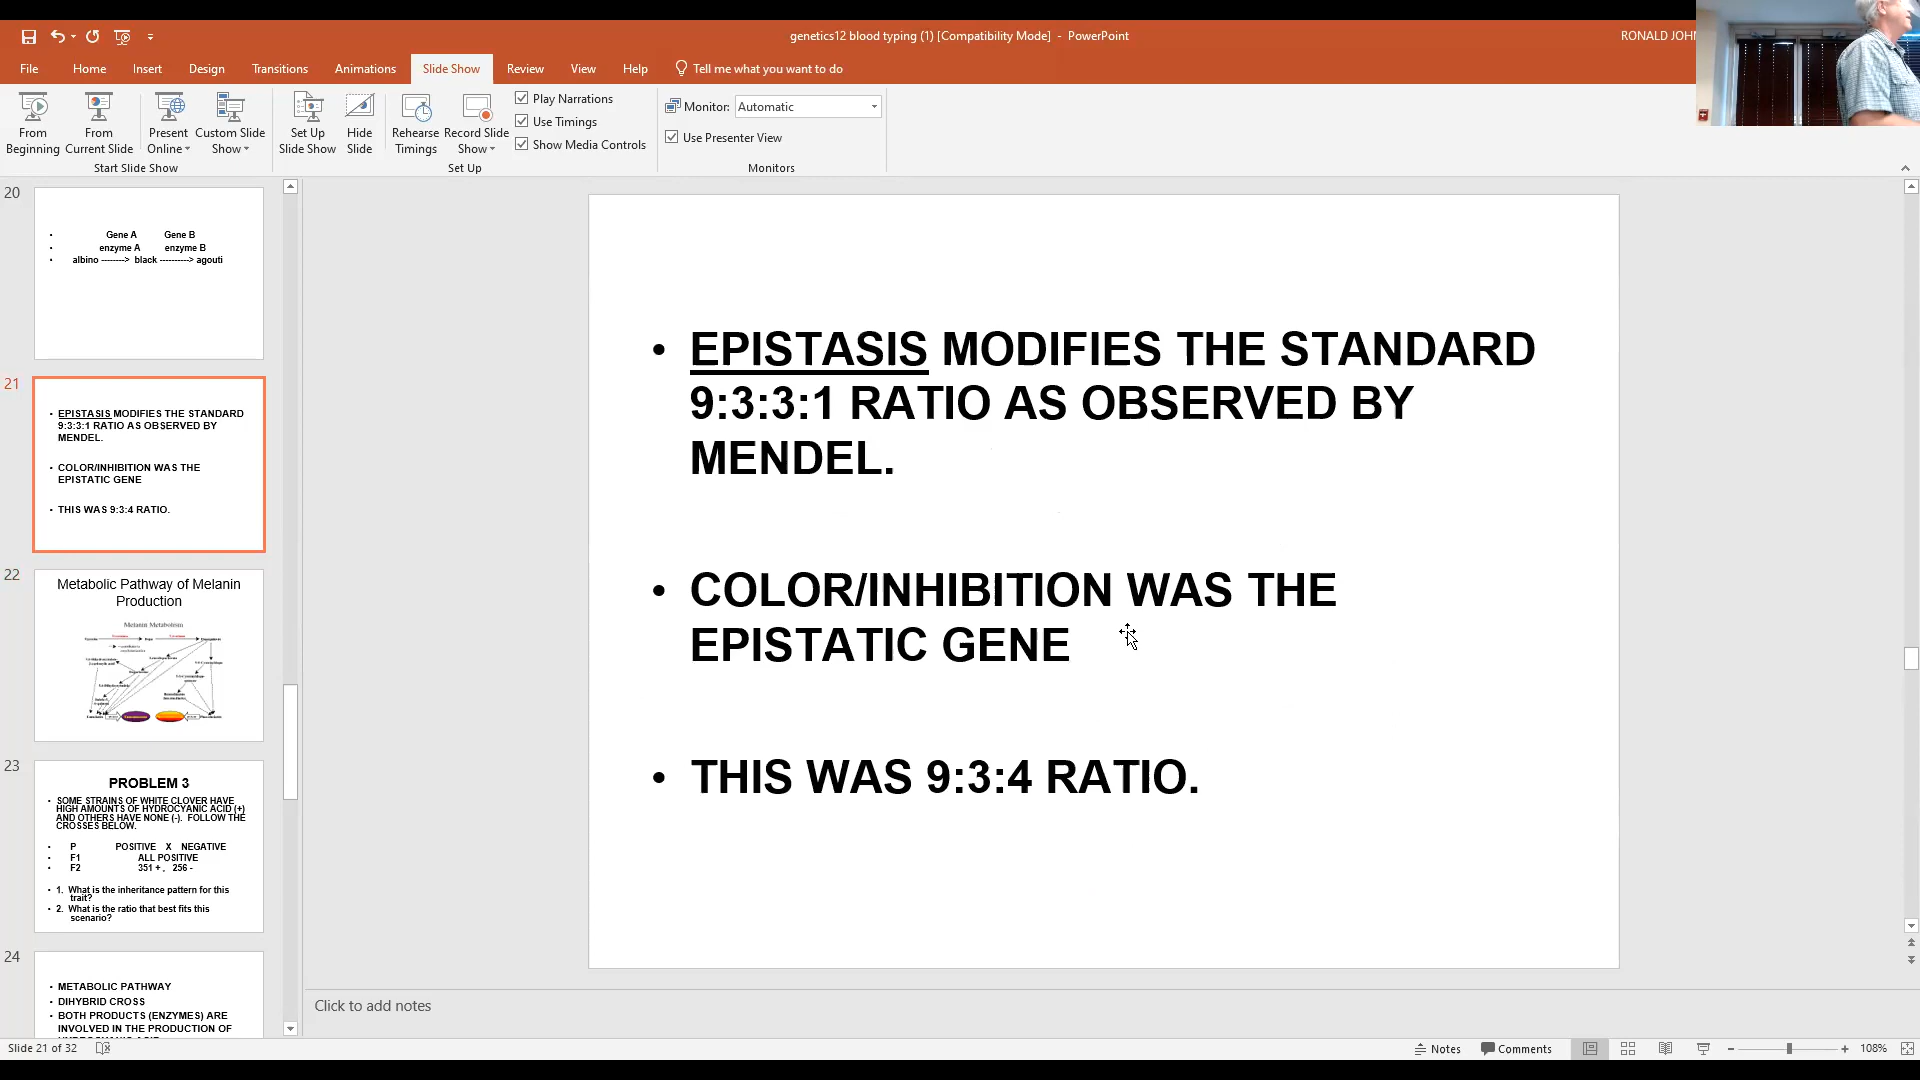 genetics12 blood typing (1) [Compatibility Mode] - PowerPoint
RONALD JOHN
File Home Insert Design Transitions Animations Slide Show Review View Help Tell me what you want to do
From Beginning
From Current Slide
Present Online
Custom Slide Show
Start Slide Show
Set Up Slide Show
Hide Slide
Rehearse Timings
Record Slide Show
Play Narrations
Use Timings
Show Media Controls
Set Up
Monitor: Automatic
Use Presenter View
Monitors
20
• Gene A Gene B
• enzyme A enzyme B
• albino --------> black ----------> agouti
21
• EPISTASIS MODIFIES THE STANDARD
9:3:3:1 RATIO AS OBSERVED BY
MENDEL.
• COLOR/INHIBITION WAS THE
EPISTATIC GENE
• THIS WAS 9:3:4 RATIO.
22
Metabolic Pathway of Melanin
Production
Melanin Metabolism
23
PROBLEM 3
• SOME STRAINS OF WHITE CLOVER HAVE
HIGH AMOUNTS OF HYDROCYANIC ACID (+)
AND OTHERS HAVE NONE (-). FOLLOW THE
CROSSES BELOW.
• P POSITIVE X NEGATIVE
• F1 ALL POSITIVE
• F2 351 + , 256 -
• 1. What is the inheritance pattern for this
trait?
• 2. What is the ratio that best fits this
scenario?
24
• METABOLIC PATHWAY
• DIHYBRID CROSS
• BOTH PRODUCTS (ENZYMES) ARE
INVOLVED IN THE PRODUCTION OF
• EPISTASIS MODIFIES THE STANDARD
9:3:3:1 RATIO AS OBSERVED BY
MENDEL.
• COLOR/INHIBITION WAS THE
EPISTATIC GENE
• THIS WAS 9:3:4 RATIO.
Click to add notes
Slide 21 of 32
Notes Comments 108%